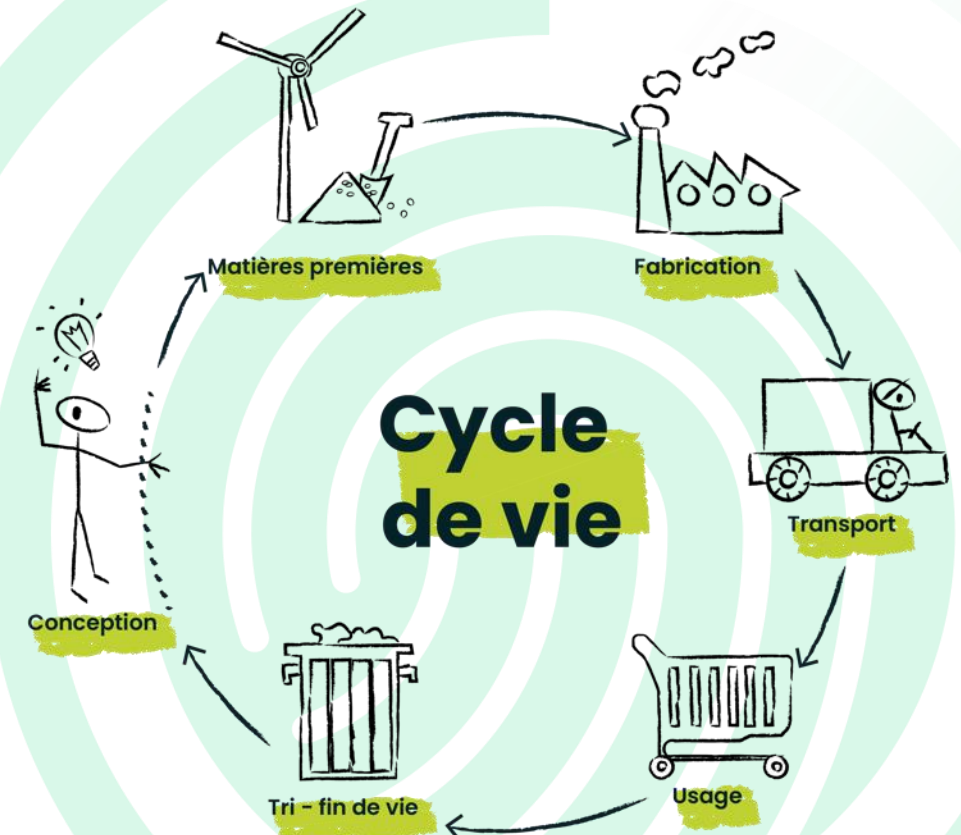 Matières premières
Fabrication
Cycle
de vie
Transport
Conception
Usage
Tri - fin de vie